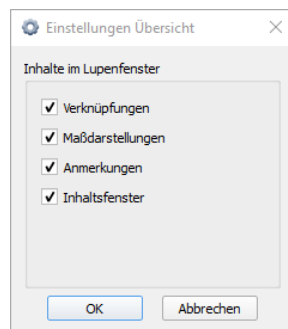 Einstellungen Übersicht
Inhalte im Lupenfenster
Verknüpfungen
Maßdarstellungen
Anmerkungen
Inhaltsfenster
OK Abbrechen